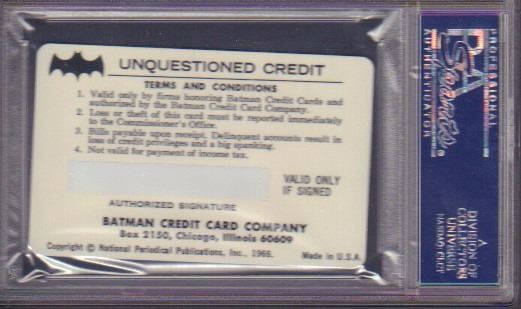 UNQUESTIONED CREDIT
TERMS AND CONDITIONS
1. Valid only by firms honoring Batman Credit Cards and
authorized by the Batman Credit Card Company.
2. Loss or theft of this card must be reported immediately
to the Commissioner's Office.
3. Bills payable upon receipt. Delinquent accounts result in
loss of credit privileges and a big spanking.
4. Not valid for payment of income tax.
VALID ONLY
IF SIGNED
AUTHORIZED SIGNATURE
BATMAN CREDIT CARD COMPANY
Box 2150, Chicago, Illinois 60609
Copyright © National Periodical Publications, Inc., 1966.
Made in U.S.A.
PROFESSIONAL
SPORTS
AUTHENTICATOR
A
DIVISION OF
COLLECTORS
UNIVERSE